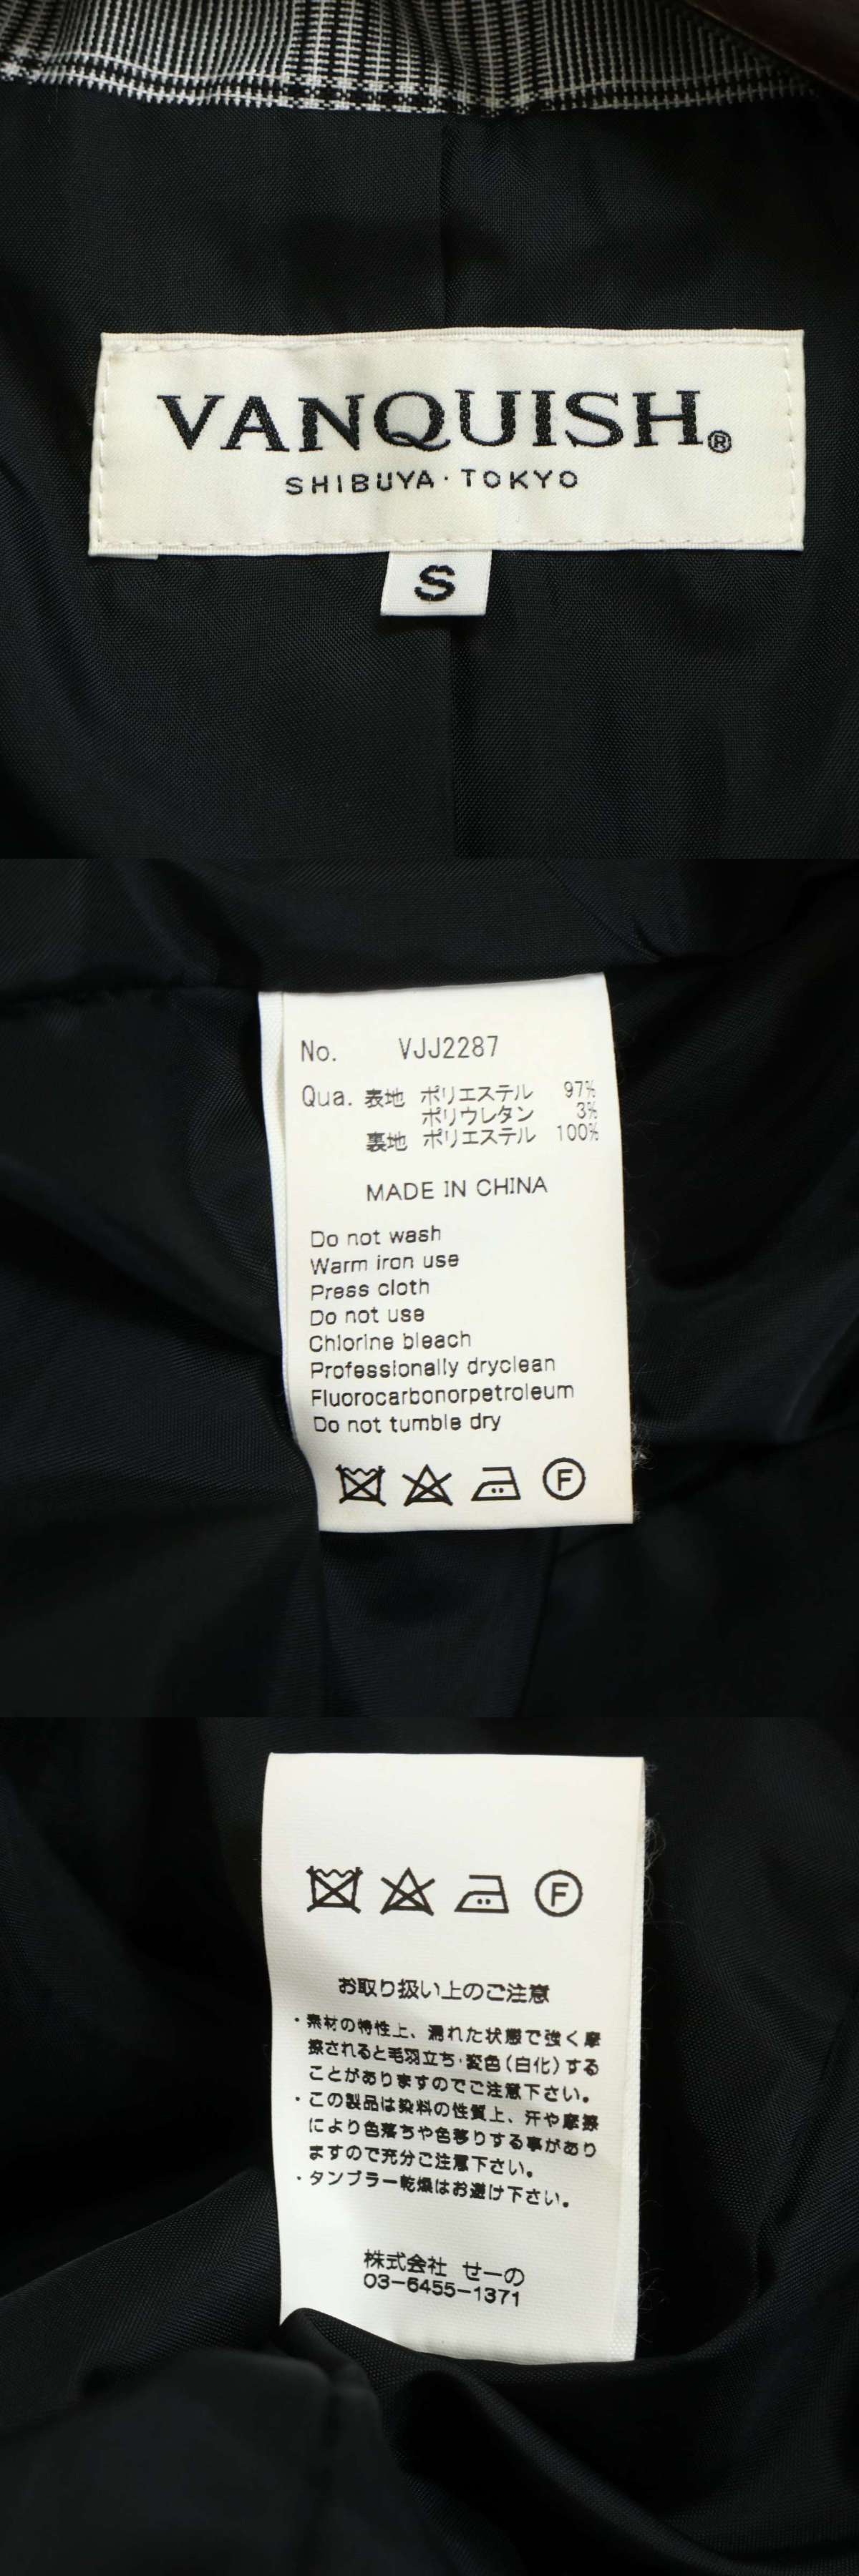 VANQUISH®
SHIBUYA · TOKYO
S
No. VJJ2287
Qua. 表地 ポリエステル 97%
ポリウレタン 3%
裏地 ポリエステル 100%
MADE IN CHINA
Do not wash
Warm iron use
Press cloth
Do not use
Chlorine bleach
Professionally dryclean
Fluorocarbonorpetroleum
Do not tumble dry
F
F
お取り扱い上のご注意
・素材の特性上、濡れた状態で強く摩
擦されると毛羽立ち・変色(白化)する
ことがありますのでご注意下さい。
・この製品は染料の性質上、汗や摩擦
により色落ちや色移りする事があり
ますので充分ご注意下さい。
・タンブラー乾燥はお避け下さい。
株式会社 せーの
03-6455-1371